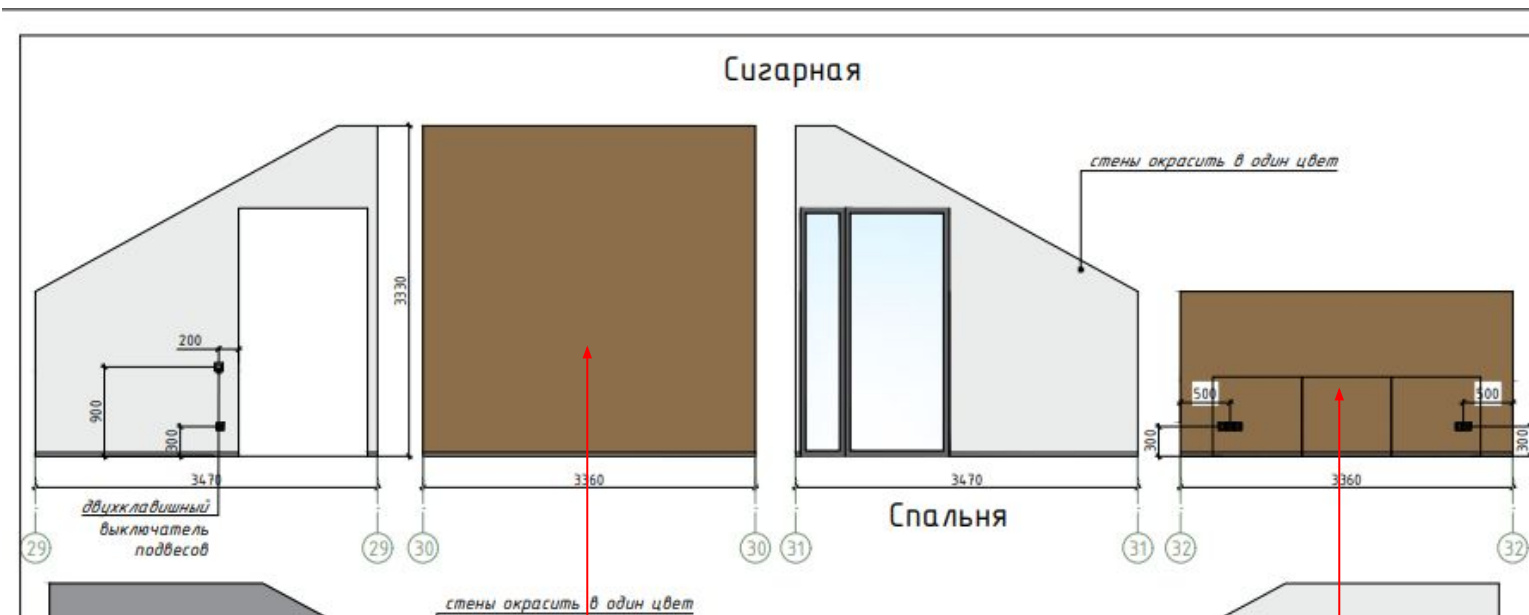 Сигарная
стены окрасить в один цвет
3330
200
900
300
500
500
300
300
3470
3360
3470
3360
двухклавишный
выключатель
подвесов
Спальня
29
29
30
30
31
31
32
32
стены окрасить в один цвет